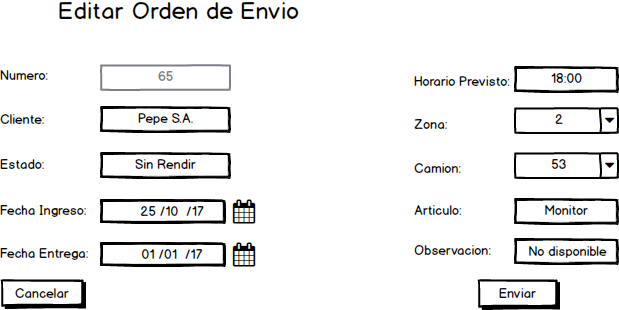 Editar Orden de Envio
Numero: 65
Cliente: Pepe S.A.
Estado: Sin Rendir
Fecha Ingreso: 25 /10 /17
Fecha Entrega: 01 /01 /17
Cancelar
Horario Previsto: 18:00
Zona: 2
Camion: 53
Articulo: Monitor
Observacion: No disponible
Enviar